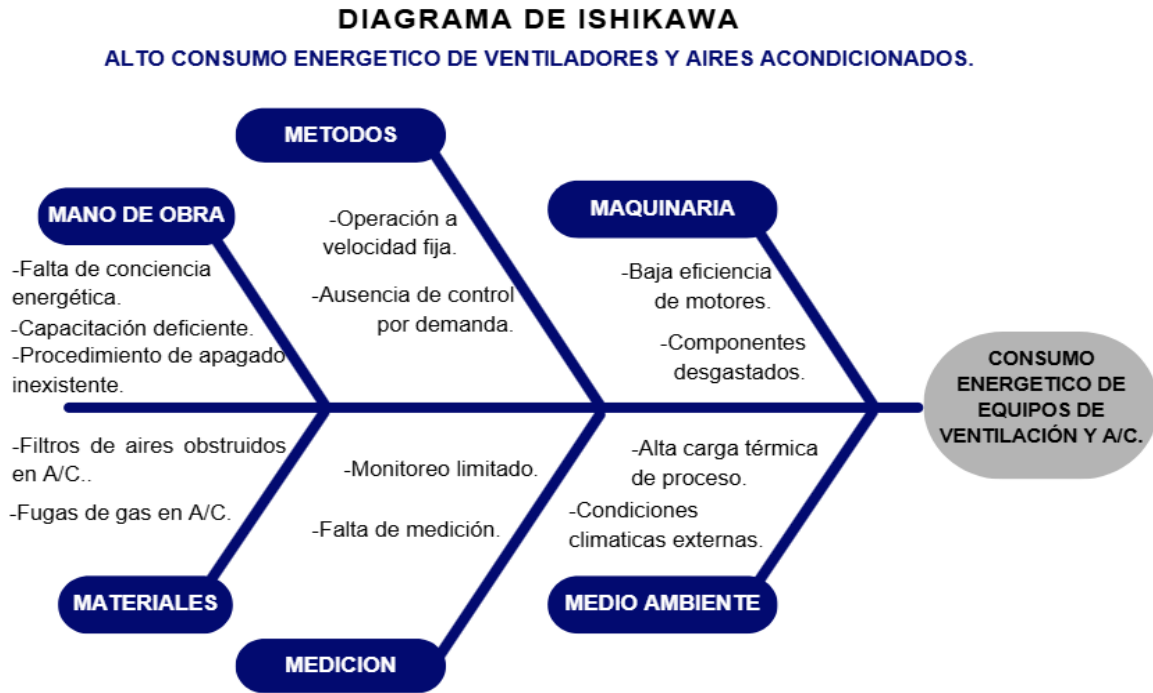 DIAGRAMA DE ISHIKAWA
ALTO CONSUMO ENERGETICO DE VENTILADORES Y AIRES ACONDICIONADOS.
METODOS
MANO DE OBRA
MAQUINARIA
-Falta de conciencia
energética.
-Capacitación deficiente.
-Procedimiento de apagado
inexistente.
-Operación a
velocidad fija.
-Ausencia de control
por demanda.
-Baja eficiencia
de motores.
-Componentes
desgastados.
CONSUMO
ENERGETICO DE
EQUIPOS DE
VENTILACIÓN Y A/C.
-Filtros de aires obstruidos
en A/C..
-Fugas de gas en A/C.
-Monitoreo limitado.
-Falta de medición.
-Alta carga térmica
de proceso.
-Condiciones
climaticas externas.
MATERIALES
MEDICION
MEDIO AMBIENTE